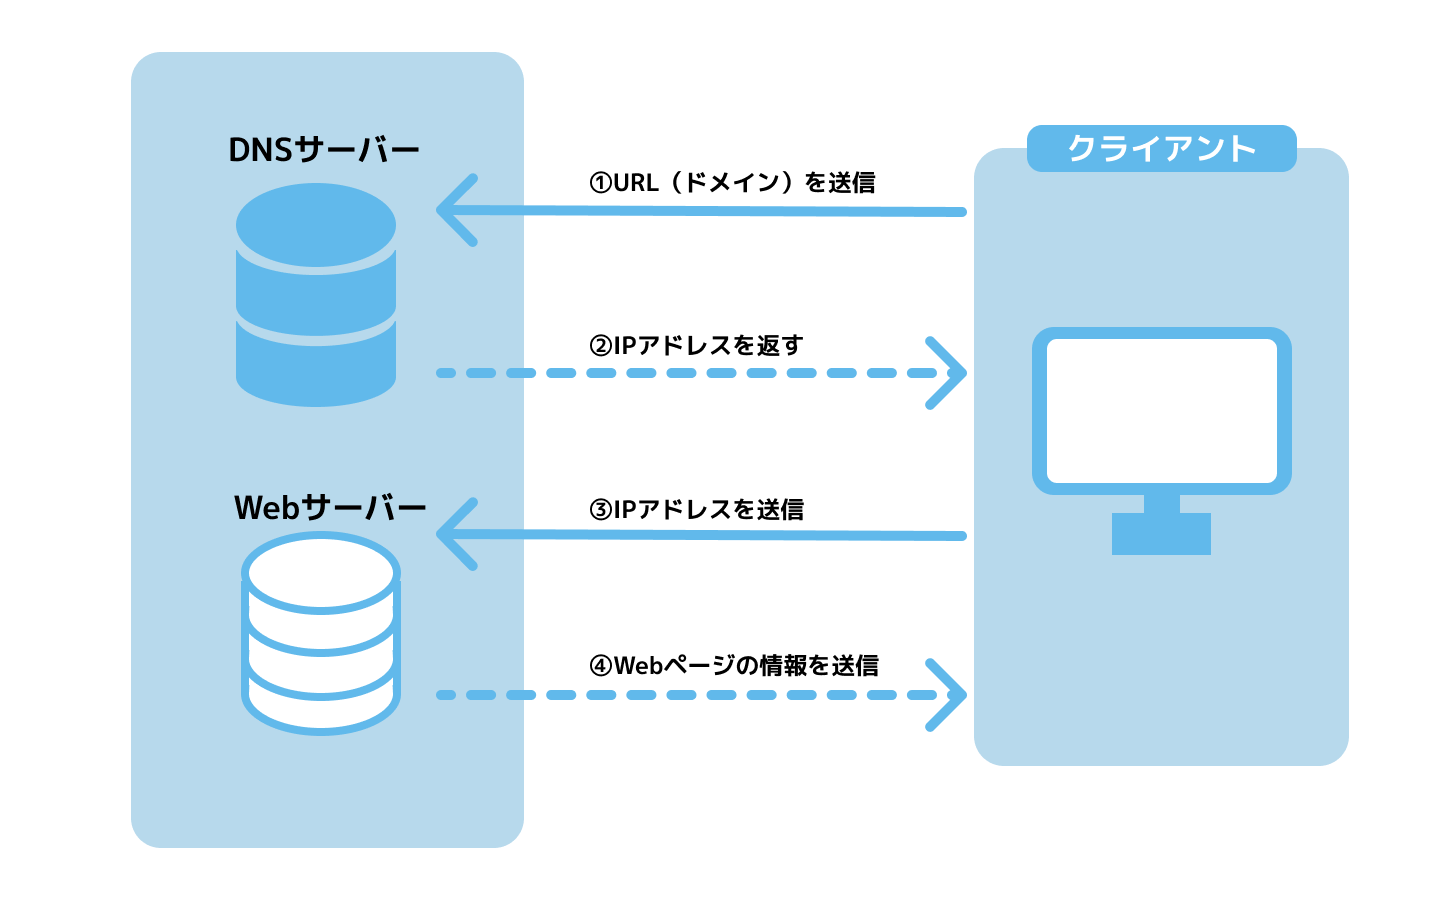 DNSサーバー
クライアント
①URL（ドメイン）を送信
②IPアドレスを返す
Webサーバー
③IPアドレスを送信
④Webページの情報を送信